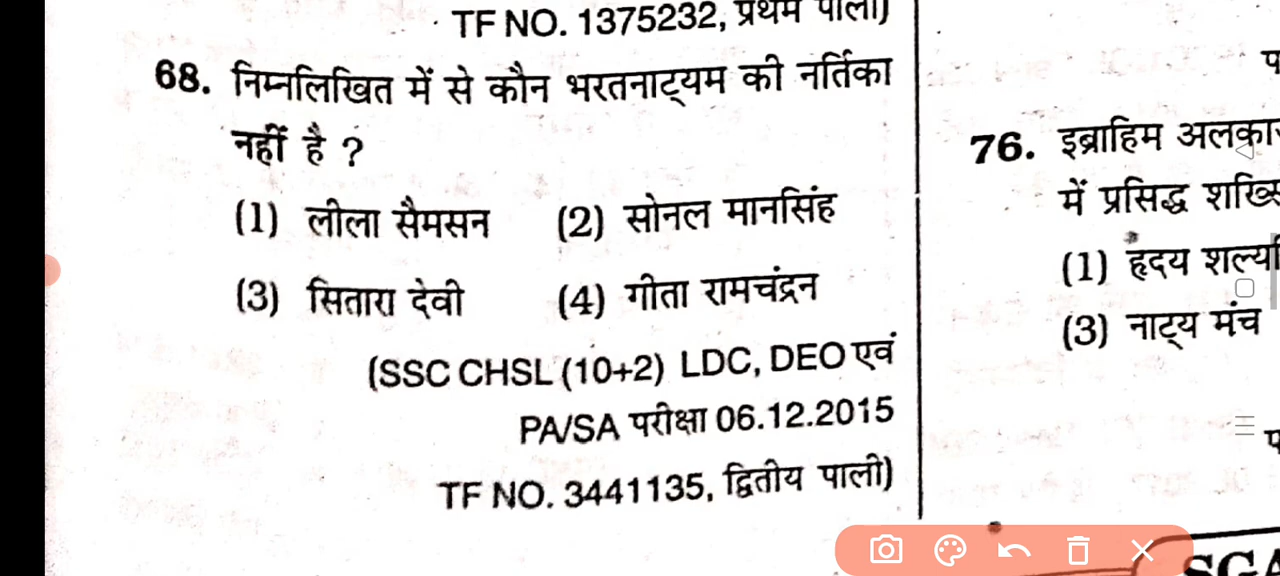 TF NO. 1375232, प्रथम पाली)
68. निम्नलिखित में से कौन भरतनाट्यम की नर्तिका
नहीं है ?
(1) लीला सैमसन (2) सोनल मानसिंह
(3) सितारा देवी (4) गीता रामचंद्रन
(SSC CHSL (10+2) LDC, DEO एवं
PA/SA परीक्षा 06.12.2015
TF NO. 3441135, द्वितीय पाली)
76. इब्राहिम
में प्रसिद्ध
(1) हृदय
(3) नाट्य मंच